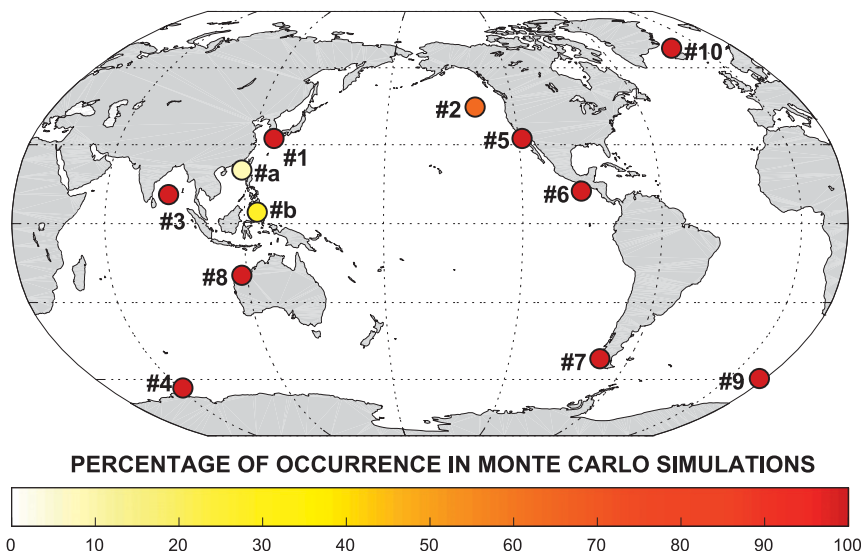 #10
#2
#5
#1
#a
#3
#6
#b
#8
#7
#4
#9
PERCENTAGE OF OCCURRENCE IN MONTE CARLO SIMULATIONS
0 10 20 30 40 50 60 70 80 90 100